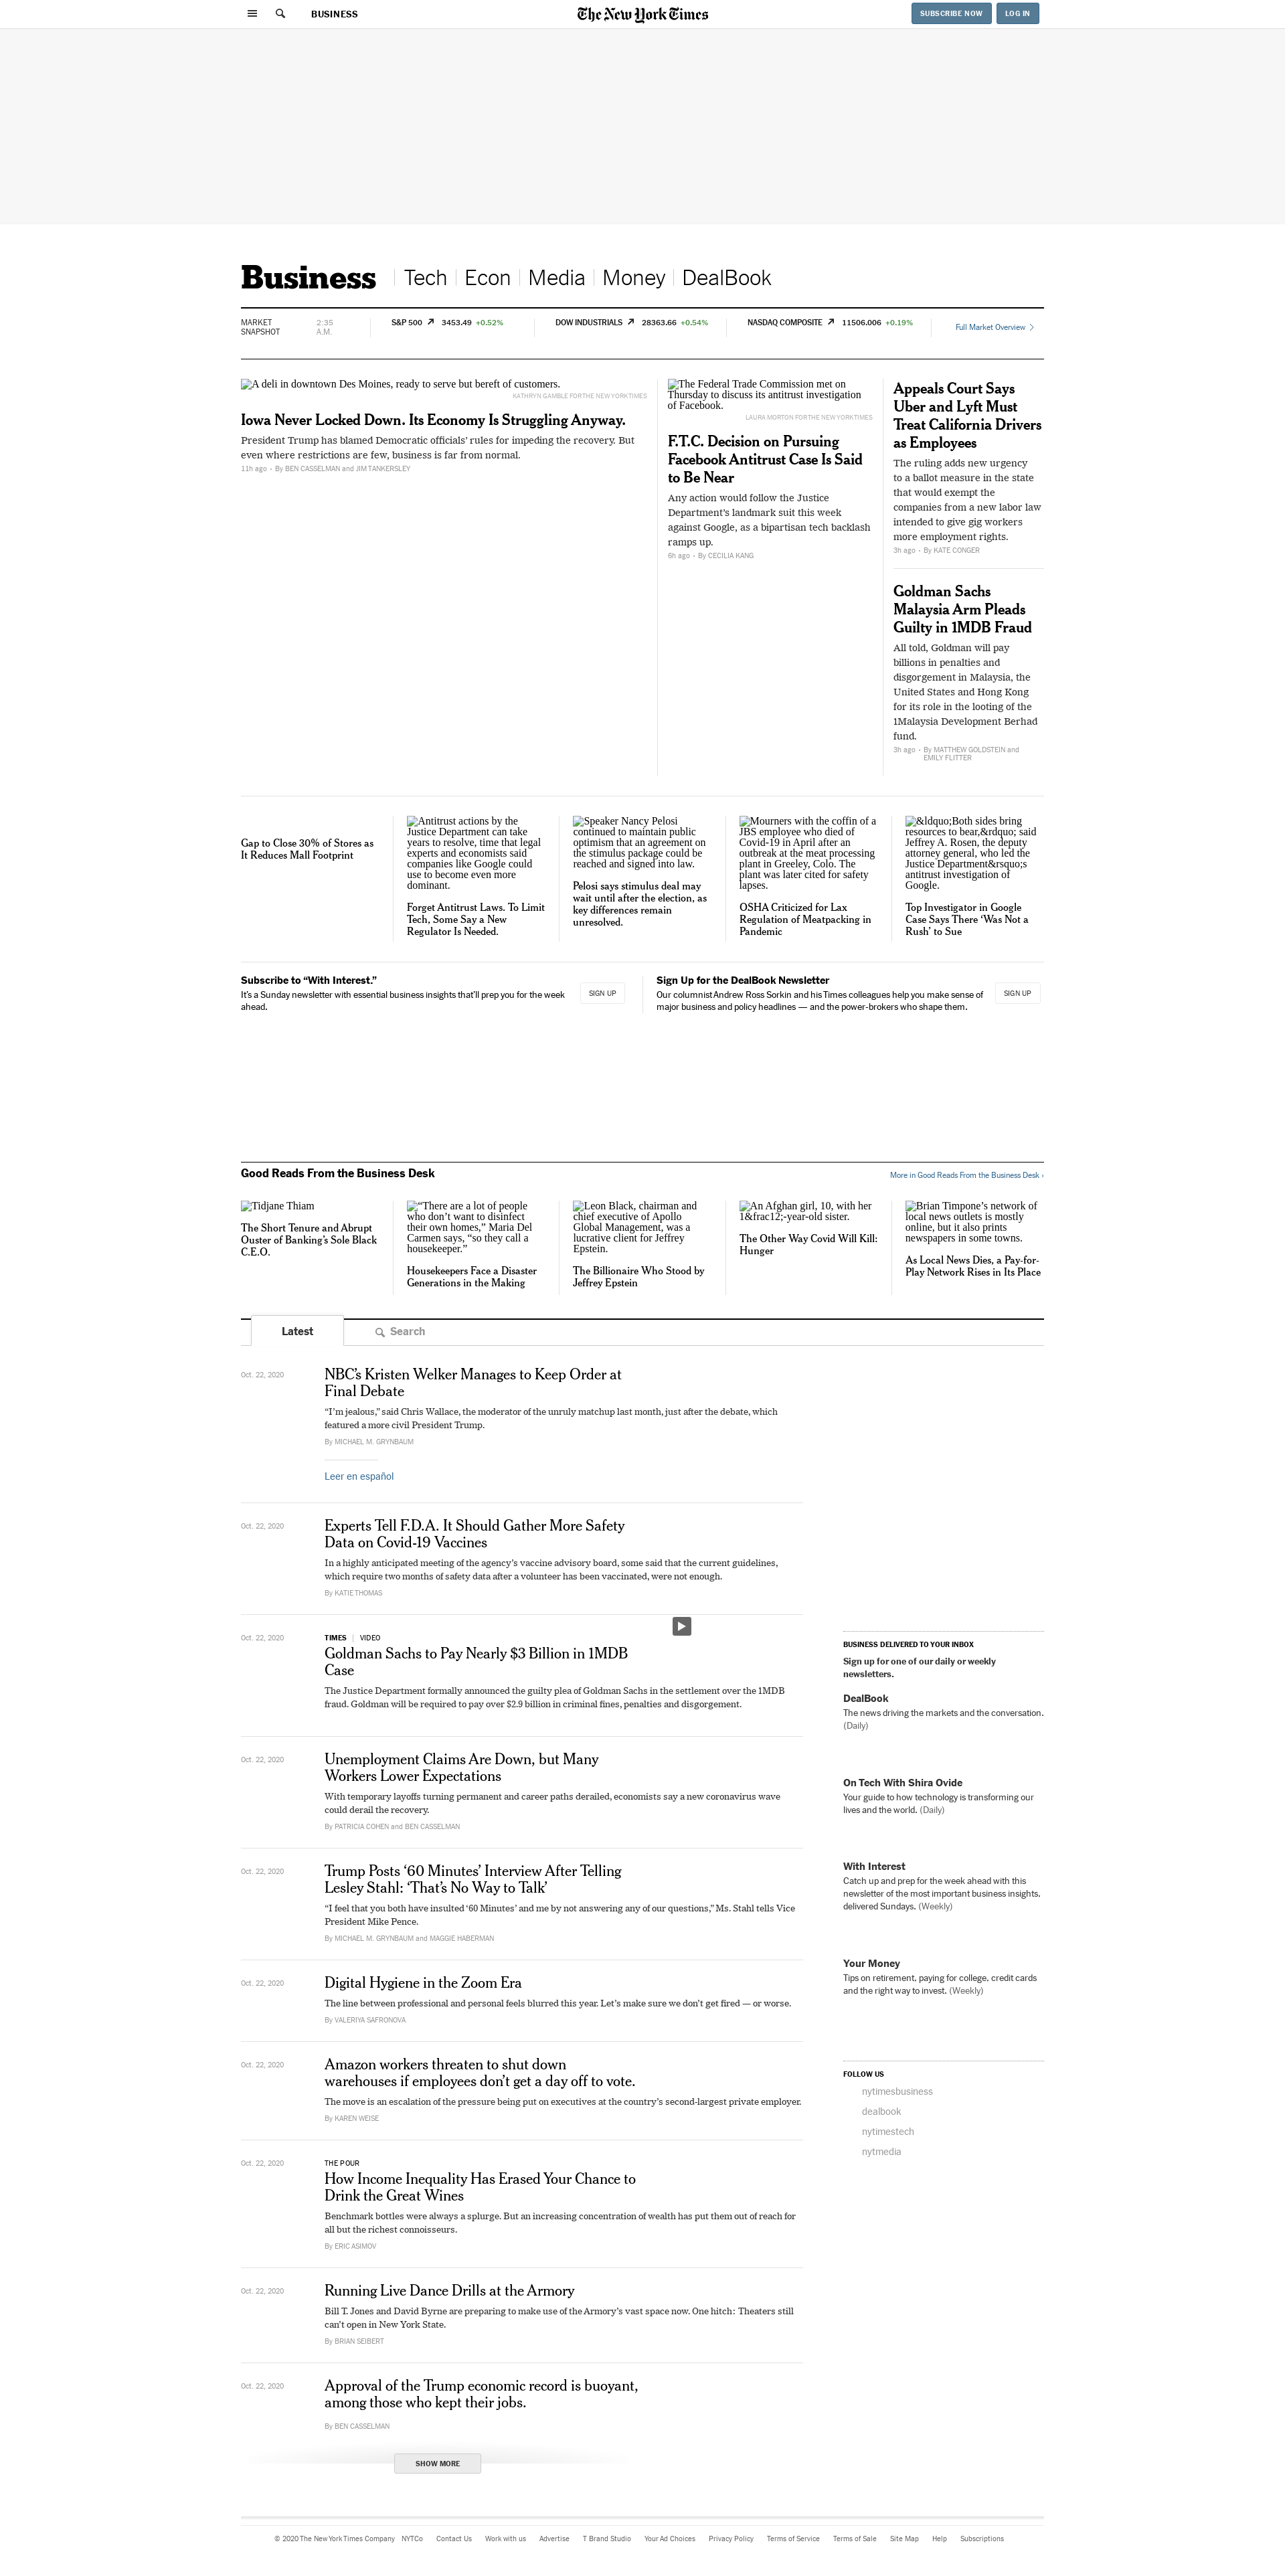 BUSINESS
The New York Times
SUBSCRIBE NOW
LOG IN
Business
Tech
Econ
Media
Money
DealBook
MARKET
SNAPSHOT
2:35
A.M.
S&P 500 3453.49 +0.52%
DOW INDUSTRIALS 28363.66 +0.54%
NASDAQ COMPOSITE 11506.006 +0.19%
Full Market Overview
A deli in downtown Des Moines, ready to serve but bereft of customers.
KATHRYN GAMBLE FOR THE NEW YORK TIMES
Iowa Never Locked Down. Its Economy Is Struggling Anyway.
President Trump has blamed Democratic officials’ rules for impeding the recovery. But
even where restrictions are few, business is far from normal.
11h ago • By BEN CASSELMAN and JIM TANKERSLEY
The Federal Trade Commission met on
Thursday to discuss its antitrust investigation
of Facebook.
LAURA MORTON FOR THE NEW YORK TIMES
F.T.C. Decision on Pursuing
Facebook Antitrust Case Is Said
to Be Near
Any action would follow the Justice
Department’s landmark suit this week
against Google, as a bipartisan tech backlash
ramps up.
6h ago • By CECILIA KANG
Appeals Court Says
Uber and Lyft Must
Treat California Drivers
as Employees
The ruling adds new urgency
to a ballot measure in the state
that would exempt the
companies from a new labor law
intended to give gig workers
more employment rights.
3h ago • By KATE CONGER
Goldman Sachs
Malaysia Arm Pleads
Guilty in 1MDB Fraud
All told, Goldman will pay
billions in penalties and
disgorgement in Malaysia, the
United States and Hong Kong
for its role in the looting of the
1Malaysia Development Berhad
fund.
3h ago • By MATTHEW GOLDSTEIN and
EMILY FLITTER
Gap to Close 30% of Stores as
It Reduces Mall Footprint
Antitrust actions by the
Justice Department can take
years to resolve, time that legal
experts and economists said
companies like Google could
use to become even more
dominant.
Forget Antitrust Laws. To Limit
Tech, Some Say a New
Regulator Is Needed.
Speaker Nancy Pelosi
continued to maintain public
optimism that an agreement on
the stimulus package could be
reached and signed into law.
Pelosi says stimulus deal may
wait until after the election, as
key differences remain
unresolved.
Mourners with the coffin of a
JBS employee who died of
Covid-19 in April after an
outbreak at the meat processing
plant in Greeley, Colo. The
plant was later cited for safety
lapses.
OSHA Criticized for Lax
Regulation of Meatpacking in
Pandemic
&ldquo;Both sides bring
resources to bear,&rdquo; said
Jeffrey A. Rosen, the deputy
attorney general, who led the
Justice Department&rsquo;s
antitrust investigation of
Google.
Top Investigator in Google
Case Says There ‘Was Not a
Rush’ to Sue
Subscribe to “With Interest.”
It’s a Sunday newsletter with essential business insights that’ll prep you for the week
ahead.
SIGN UP
Sign Up for the DealBook Newsletter
Our columnist Andrew Ross Sorkin and his Times colleagues help you make sense of
major business and policy headlines — and the power-brokers who shape them.
SIGN UP
Good Reads From the Business Desk
More in Good Reads From the Business Desk ›
Tidjane Thiam
The Short Tenure and Abrupt
Ouster of Banking’s Sole Black
C.E.O.
“There are a lot of people
who don’t want to disinfect
their own homes,” Maria Del
Carmen says, “so they call a
housekeeper.”
Housekeepers Face a Disaster
Generations in the Making
Leon Black, chairman and
chief executive of Apollo
Global Management, was a
lucrative client for Jeffrey
Epstein.
The Billionaire Who Stood by
Jeffrey Epstein
An Afghan girl, 10, with her
1&frac12;-year-old sister.
The Other Way Covid Will Kill:
Hunger
Brian Timpone’s network of
local news outlets is mostly
online, but it also prints
newspapers in some towns.
As Local News Dies, a Pay-for-
Play Network Rises in Its Place
Latest
Search
Oct. 22, 2020
NBC’s Kristen Welker Manages to Keep Order at
Final Debate
“I’m jealous,” said Chris Wallace, the moderator of the unruly matchup last month, just after the debate, which
featured a more civil President Trump.
By MICHAEL M. GRYNBAUM
Leer en español
Oct. 22, 2020
Experts Tell F.D.A. It Should Gather More Safety
Data on Covid-19 Vaccines
In a highly anticipated meeting of the agency’s vaccine advisory board, some said that the current guidelines,
which require two months of safety data after a volunteer has been vaccinated, were not enough.
By KATIE THOMAS
Oct. 22, 2020
TIMES | VIDEO
Goldman Sachs to Pay Nearly $3 Billion in 1MDB
Case
The Justice Department formally announced the guilty plea of Goldman Sachs in the settlement over the 1MDB
fraud. Goldman will be required to pay over $2.9 billion in criminal fines, penalties and disgorgement.
Oct. 22, 2020
Unemployment Claims Are Down, but Many
Workers Lower Expectations
With temporary layoffs turning permanent and career paths derailed, economists say a new coronavirus wave
could derail the recovery.
By PATRICIA COHEN and BEN CASSELMAN
Oct. 22, 2020
Trump Posts ‘60 Minutes’ Interview After Telling
Lesley Stahl: ‘That’s No Way to Talk’
“I feel that you both have insulted ‘60 Minutes’ and me by not answering any of our questions,” Ms. Stahl tells Vice
President Mike Pence.
By MICHAEL M. GRYNBAUM and MAGGIE HABERMAN
Oct. 22, 2020
Digital Hygiene in the Zoom Era
The line between professional and personal feels blurred this year. Let’s make sure we don’t get fired — or worse.
By VALERIYA SAFRONOVA
Oct. 22, 2020
Amazon workers threaten to shut down
warehouses if employees don’t get a day off to vote.
The move is an escalation of the pressure being put on executives at the country’s second-largest private employer.
By KAREN WEISE
Oct. 22, 2020
THE POUR
How Income Inequality Has Erased Your Chance to
Drink the Great Wines
Benchmark bottles were always a splurge. But an increasing concentration of wealth has put them out of reach for
all but the richest connoisseurs.
By ERIC ASIMOV
Oct. 22, 2020
Running Live Dance Drills at the Armory
Bill T. Jones and David Byrne are preparing to make use of the Armory’s vast space now. One hitch: Theaters still
can’t open in New York State.
By BRIAN SEIBERT
Oct. 22, 2020
Approval of the Trump economic record is buoyant,
among those who kept their jobs.
By BEN CASSELMAN
SHOW MORE
BUSINESS DELIVERED TO YOUR INBOX
Sign up for one of our daily or weekly
newsletters.
DealBook
The news driving the markets and the conversation.
(Daily)
On Tech With Shira Ovide
Your guide to how technology is transforming our
lives and the world. (Daily)
With Interest
Catch up and prep for the week ahead with this
newsletter of the most important business insights,
delivered Sundays. (Weekly)
Your Money
Tips on retirement, paying for college, credit cards
and the right way to invest. (Weekly)
FOLLOW US
nytimesbusiness
dealbook
nytimestech
nytmedia
© 2020 The New York Times Company NYTCo Contact Us Work with us Advertise T Brand Studio Your Ad Choices Privacy Policy Terms of Service Terms of Sale Site Map Help Subscriptions